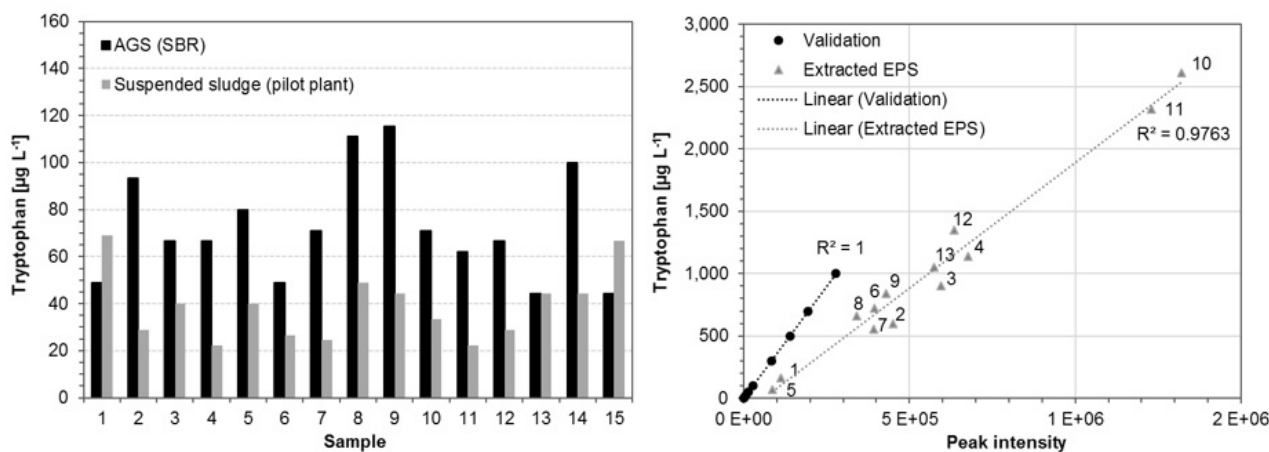 160
140
120
100
80
60
40
20
0
Tryptophan [µg L⁻¹]
AGS (SBR)
Suspended sludge (pilot plant)
1 2 3 4 5 6 7 8 9 10 11 12 13 14 15
Sample
3,000
2,500
2,000
1,500
1,000
500
0
Tryptophan [µg L⁻¹]
Validation
Extracted EPS
Linear (Validation)
Linear (Extracted EPS)
10
11
R² = 0.9763
12
R² = 1
13 4
9
3
6
8
2
7
1
5
0 E+00 5 E+05 1 E+06 2 E+06
Peak intensity